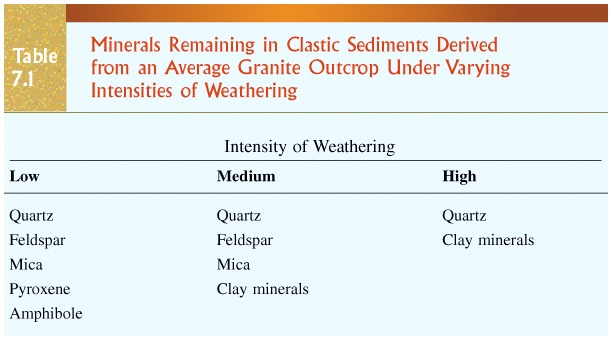 Table
7.1
Minerals Remaining in Clastic Sediments Derived
from an Average Granite Outcrop Under Varying
Intensities of Weathering
Intensity of Weathering
Low Medium High
Quartz Quartz Quartz
Feldspar Feldspar Clay minerals
Mica Mica
Pyroxene Clay minerals
Amphibole